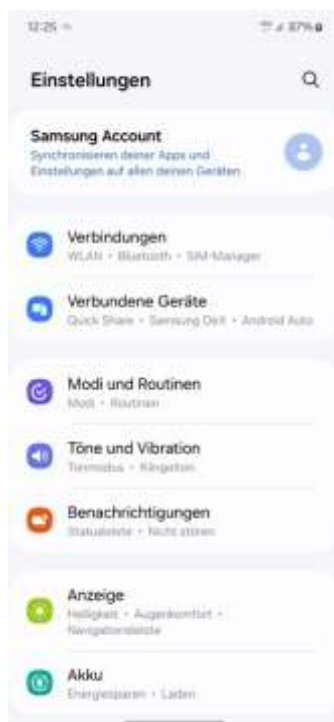 12:25
87%
Einstellungen
Samsung Account
Synchronisieren deiner Apps und
Einstellungen auf allen deinen Geräten
Verbindungen
WLAN • Bluetooth • SIM-Manager
Verbundene Geräte
Quick Share • Samsung DeX • Android Auto
Modi und Routinen
Modi • Routinen
Töne und Vibration
Tonmodus • Klingelton
Benachrichtigungen
Statusleiste • Nicht stören
Anzeige
Helligkeit • Augenkomfort •
Navigationsleiste
Akku
Energiesparen • Laden